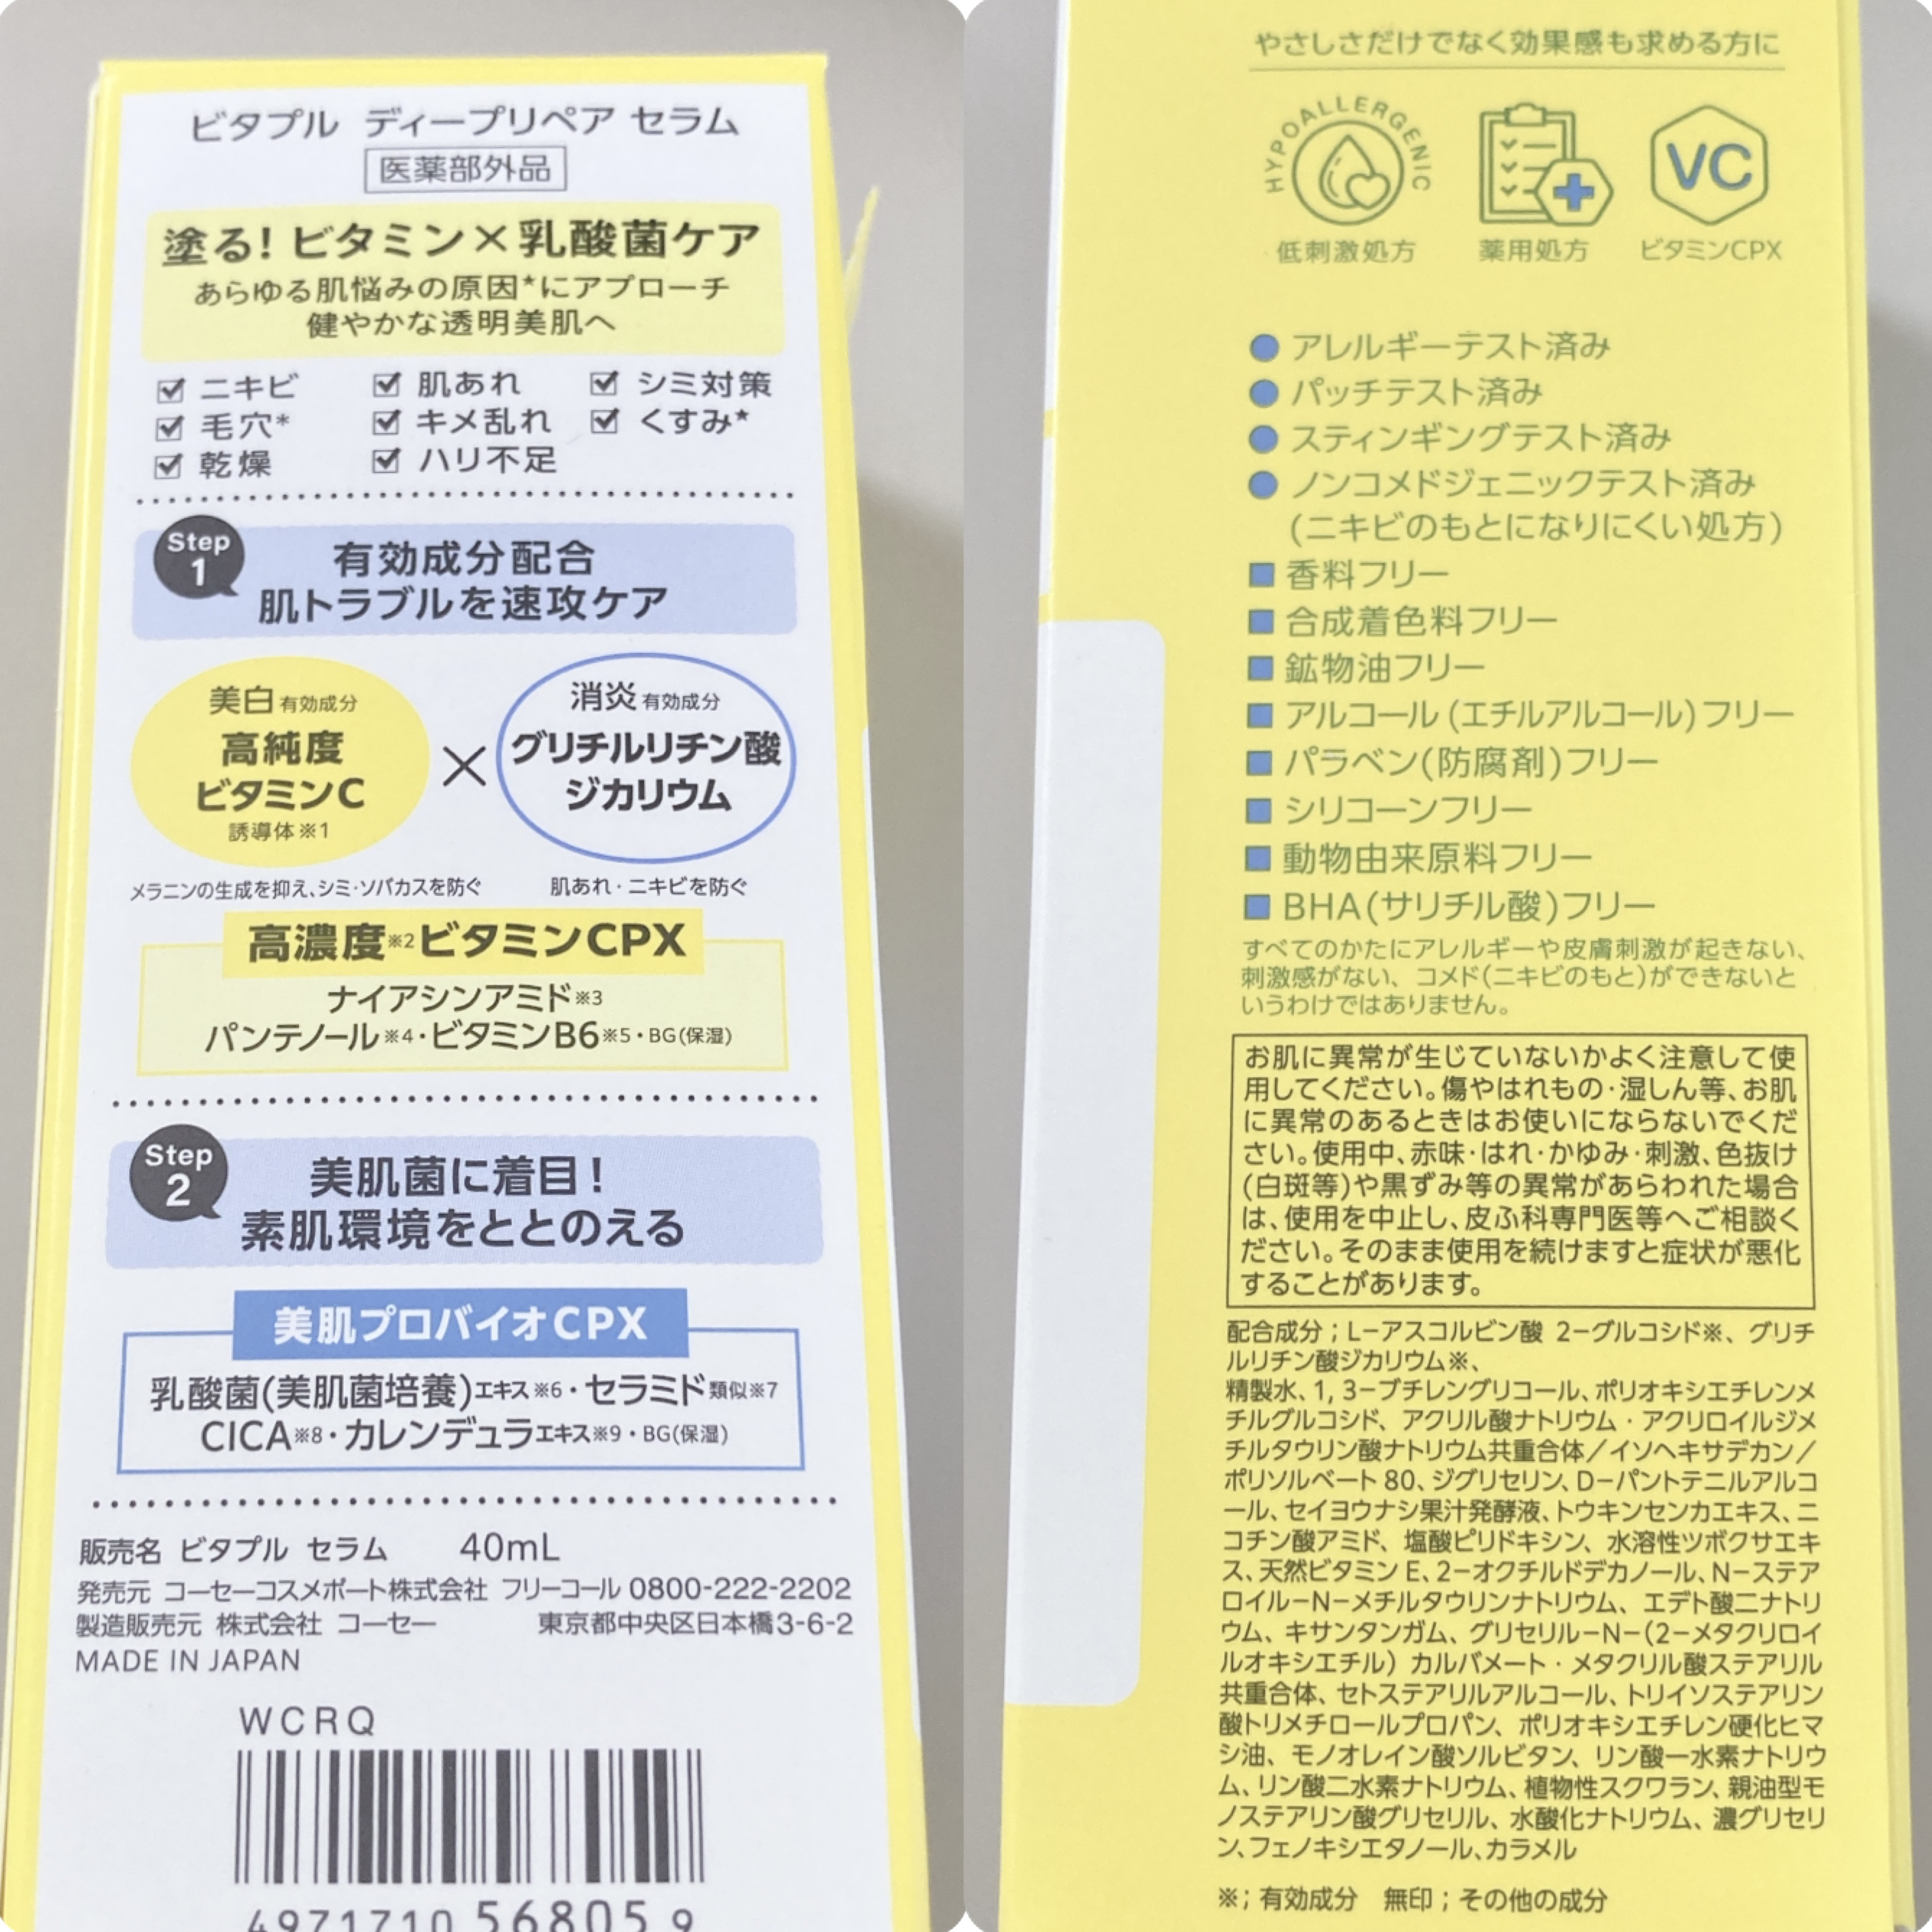 ビタプル ディープリペア セラム
医薬部外品
塗る!ビタミン×乳酸菌ケア
あらゆる肌悩みの原因*にアプローチ
健やかな透明美肌へ
☑ ニキビ ☑ 肌あれ ☑ シミ対策
☑ 毛穴* ☑ キメ乱れ ☑ くすみ*
☑ 乾燥 ☑ ハリ不足
Step
1
有効成分配合
肌トラブルを速攻ケア
美白 有効成分
高純度
ビタミンC
誘導体※1
×
消炎 有効成分
グリチルリチン酸
ジカリウム
メラニンの生成を抑え、シミ・ソバカスを防ぐ
肌あれ・ニキビを防ぐ
高濃度※2ビタミンCPX
ナイアシンアミド※3
パンテノール※4・ビタミンB6※5・BG(保湿)
Step
2
美肌菌に着目!
素肌環境をととのえる
美肌プロバイオCPX
乳酸菌(美肌菌培養)エキス※6・セラミド類似※7
CICA※8・カレンデュラエキス※9・BG(保湿)
販売名 ビタプル セラム 40mL
発売元 コーセーコスメポート株式会社 フリーコール 0800-222-2202
製造販売元 株式会社 コーセー 東京都中央区日本橋3-6-2
MADE IN JAPAN
WCRQ
4971710 568059
やさしさだけでなく効果感も求める方に
HYPOALLERGENIC
低刺激処方
薬用処方
VC
ビタミンCPX
● アレルギーテスト済み
● パッチテスト済み
● スティンギングテスト済み
● ノンコメドジェニックテスト済み
(ニキビのもとになりにくい処方)
■ 香料フリー
■ 合成着色料フリー
■ 鉱物油フリー
■ アルコール(エチルアルコール)フリー
■ パラベン(防腐剤)フリー
■ シリコーンフリー
■ 動物由来原料フリー
■ BHA(サリチル酸)フリー
すべてのかたにアレルギーや皮膚刺激が起きない、
刺激感がない、コメド(ニキビのもと)ができないと
いうわけではありません。
お肌に異常が生じていないかよく注意して使
用してください。傷やはれもの・湿しん等、お肌
に異常のあるときはお使いにならないでくだ
さい。使用中、赤味・はれ・かゆみ・刺激、色抜け
(白斑等)や黒ずみ等の異常があらわれた場合
は、使用を中止し、皮ふ科専門医等へご相談く
ださい。そのまま使用を続けますと症状が悪化
することがあります。
配合成分;L-アスコルビン酸 2-グルコシド※、グリチ
ルリチン酸ジカリウム※、
精製水、1, 3-ブチレングリコール、ポリオキシエチレンメ
チルグルコシド、アクリル酸ナトリウム・アクリロイルジメ
チルタウリン酸ナトリウム共重合体/イソヘキサデカン/
ポリソルベート80、ジグリセリン、D-パントテニルアルコ
ール、セイヨウナシ果汁発酵液、トウキンセンカエキス、ニ
コチン酸アミド、塩酸ピリドキシン、水溶性ツボクサエキ
ス、天然ビタミンE、2-オクチルドデカノール、N-ステア
ロイル-N-メチルタウリンナトリウム、エデト酸二ナトリ
ウム、キサンタンガム、グリセリル-N-(2-メタクリロイ
ルオキシエチル)カルバメート・メタクリル酸ステアリル
共重合体、セトステアリルアルコール、トリイソステアリン
酸トリメチロールプロパン、ポリオキシエチレン硬化ヒマ
シ油、モノオレイン酸ソルビタン、リン酸一水素ナトリウ
ム、リン酸二水素ナトリウム、植物性スクワラン、親油型モ
ノステアリン酸グリセリル、水酸化ナトリウム、濃グリセリ
ン、フェノキシエタノール、カラメル
※;有効成分 無印;その他の成分